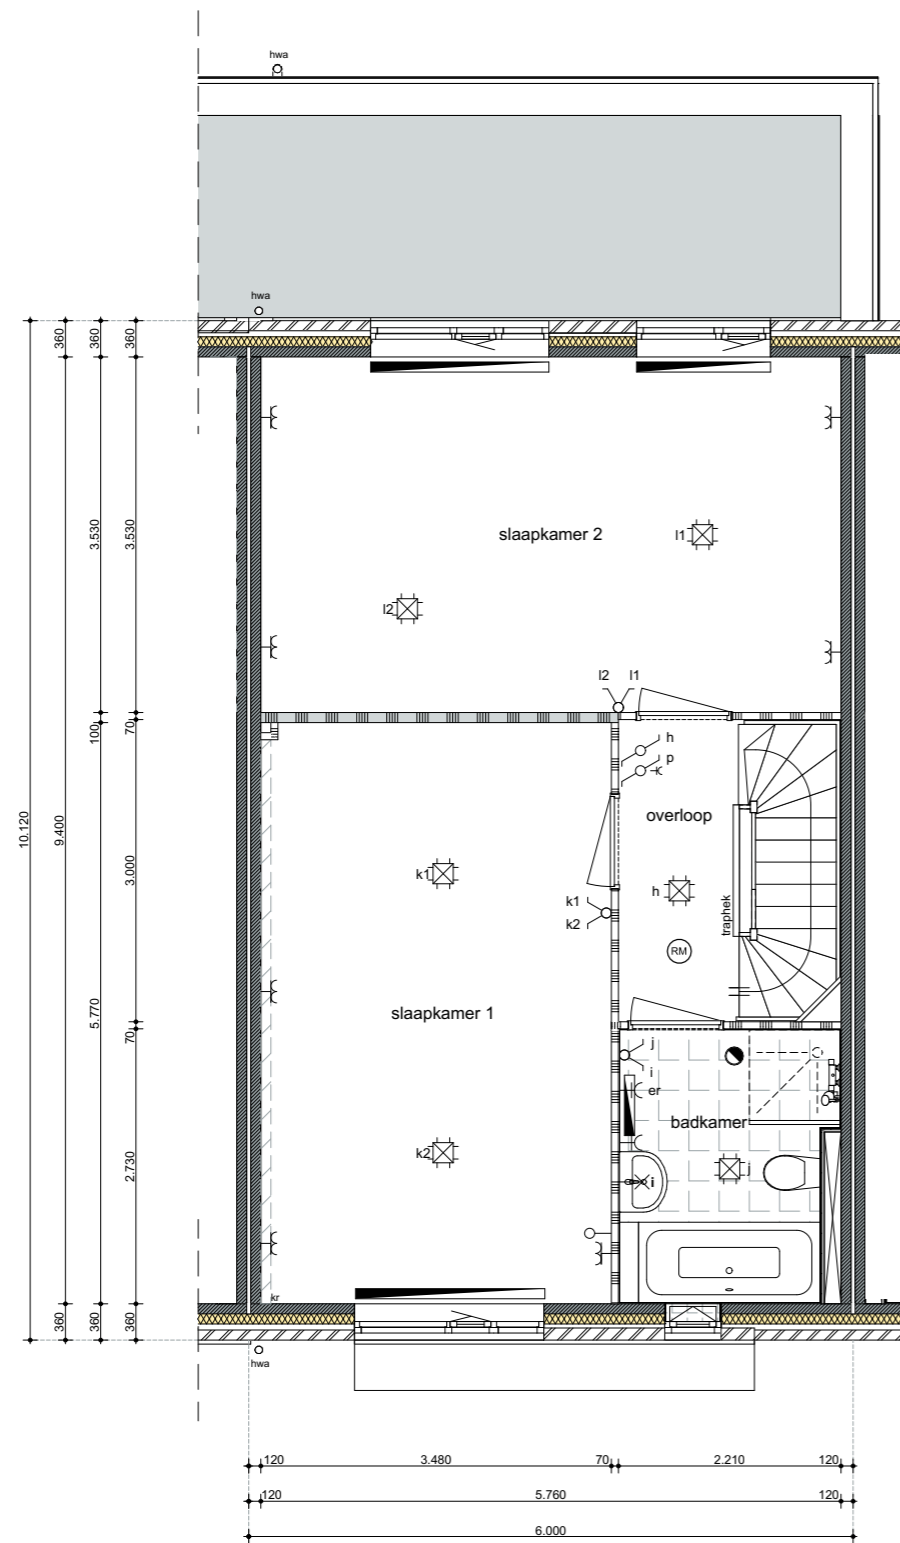 hwa
hwa
360
360
360
slaapkamer 2
l1
l2
3.530
3.530
l2 l1
100
70
h
p
overloop
10.120
9.400
3.000
k1
h
traphek
k1
k2
RM
5.770
slaapkamer 1
70
j
i
er
badkamer
k2
j
i
2.730
kr
360
360
360
hwa
120 3.480 70 2.210 120
120 5.760 120
6.000